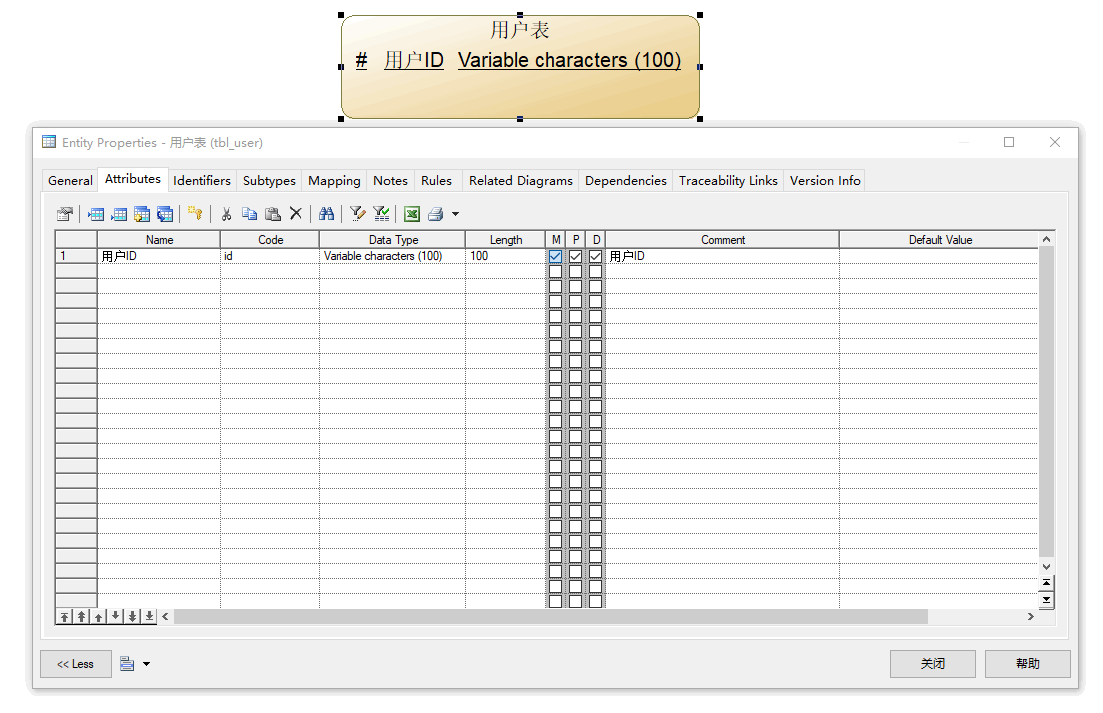 用户表
# 用户ID Variable characters (100)
Entity Properties - 用户表 (tbl_user)
General Attributes Identifiers Subtypes Mapping Notes Rules Related Diagrams Dependencies Traceability Links Version Info
Name Code Data Type Length M P D Comment Default Value
1 用户ID id Variable characters (100) 100 用户ID
<< Less 关闭 帮助